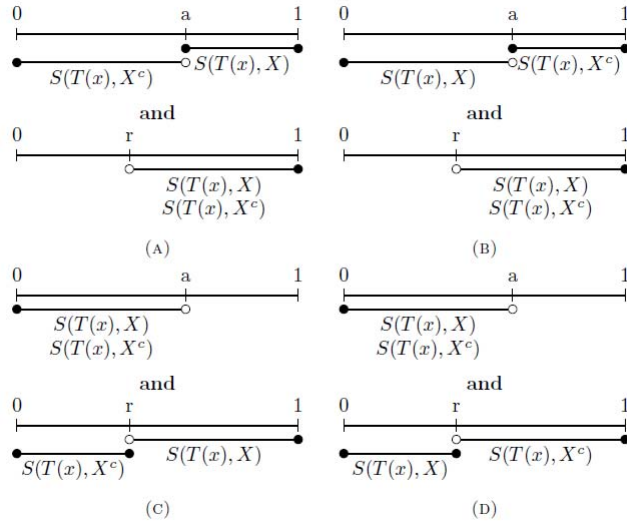 0 a 1 0 a 1
S(T(x), X^c) S(T(x), X) S(T(x), X) S(T(x), X^c)
and and
0 r 1 0 r 1
S(T(x), X) S(T(x), X)
S(T(x), X^c) S(T(x), X^c)
(A) (B)
0 a 1 0 a 1
S(T(x), X) S(T(x), X)
S(T(x), X^c) S(T(x), X^c)
and and
0 r 1 0 r 1
S(T(x), X^c) S(T(x), X) S(T(x), X) S(T(x), X^c)
(C) (D)